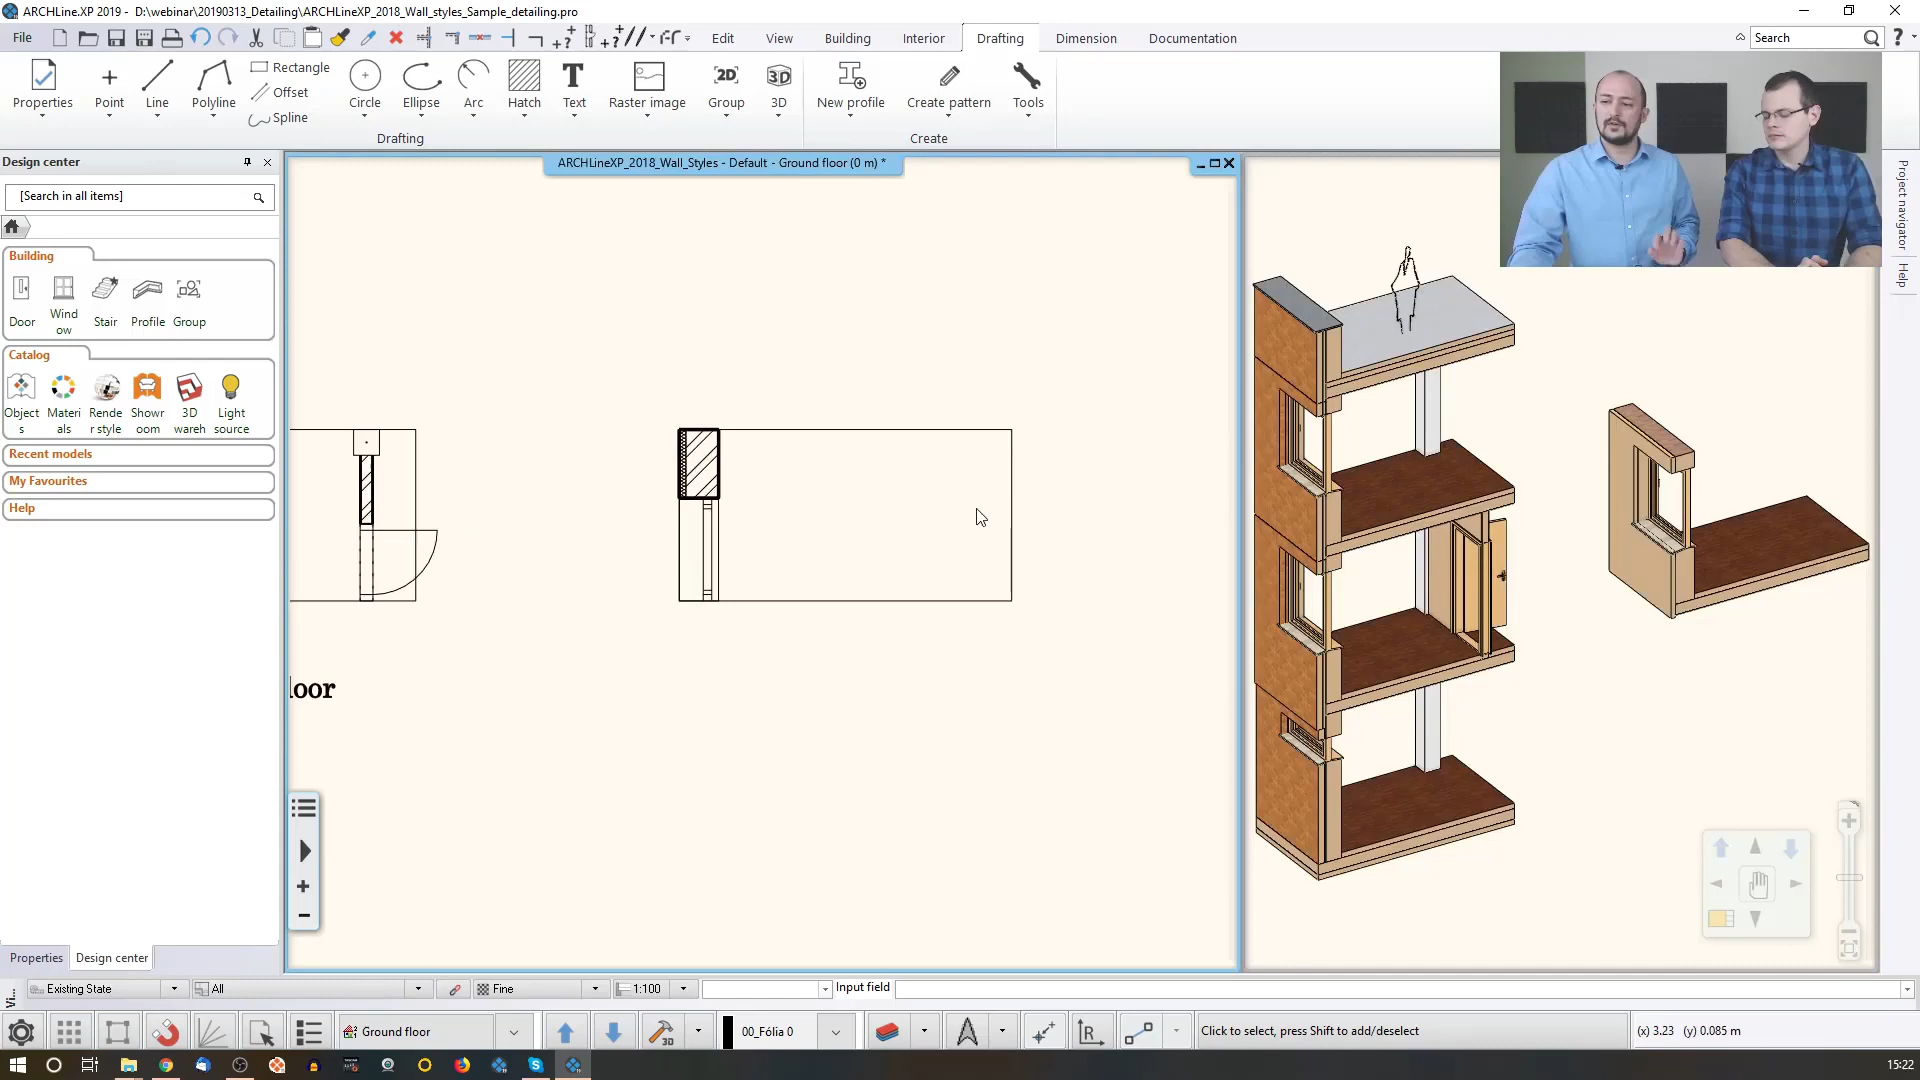 ARCHLine.XP 2019 - D:\webinar\20190313_Detailing\ARCHLineXP_2018_Wall_styles_Sample_detailing.pro
File
Edit
View
Building
Interior
Drafting
Dimension
Documentation
Search
?
Properties
Point
Line
Polyline
Rectangle
Offset
Spline
Circle
Ellipse
Arc
Hatch
Text
Raster image
2D
Group
3D
3D
New profile
Create pattern
Tools
Drafting
Create
Design center
[Search in all items]
Building
Door
Wind
ow
Stair
Profile
Group
Catalog
Object
s
Materi
als
Rende
r style
Showr
oom
3D
wareh
Light
source
Recent models
My Favourites
Help
Properties
Design center
ARCHLineXP_2018_Wall_Styles - Default - Ground floor (0 m) *
loor
Project navigator
Help
Vi...
Existing State
All
Fine
1:100
Input field
Ground floor
3D
00_Fólia 0
Click to select, press Shift to add/deselect
(x) 3.23 (y) 0.085 m
15:22